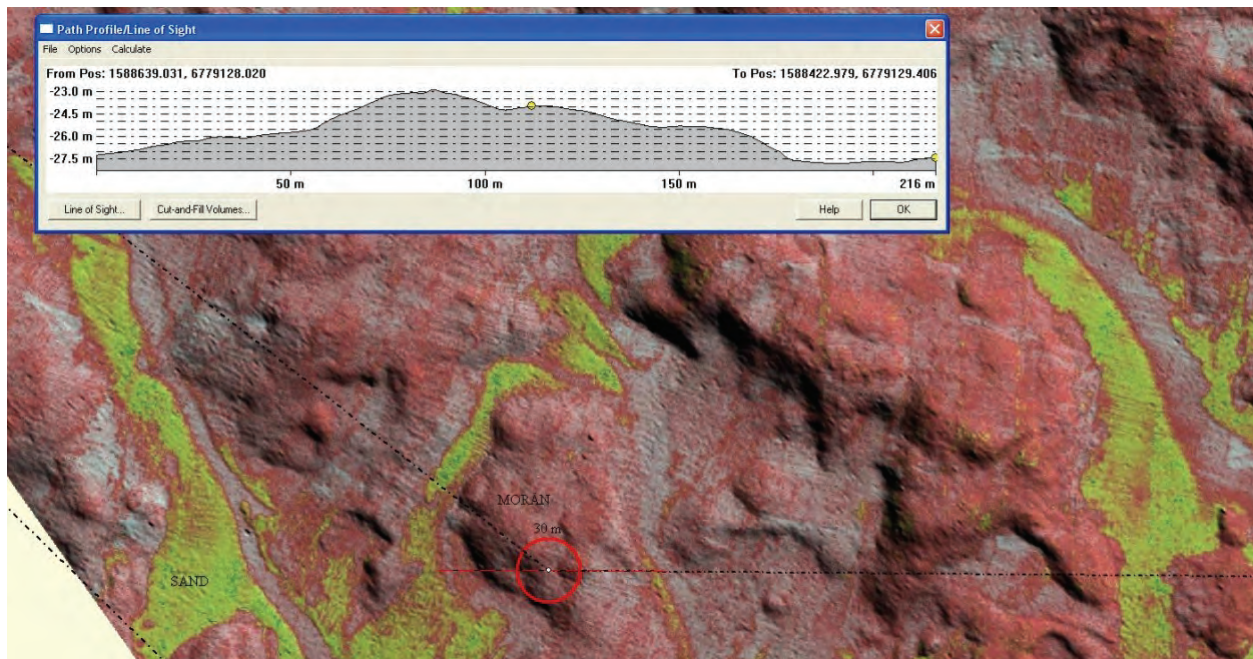 Path Profile/Line of Sight
File Options Calculate
From Pos: 1588639.031, 6779128.020 To Pos: 1588422.979, 6779129.406
-23.0 m
-24.5 m
-26.0 m
-27.5 m
50 m 100 m 150 m 216 m
Line of Sight... Cut-and-Fill Volumes... Help OK
MORÄN
30 m
SAND